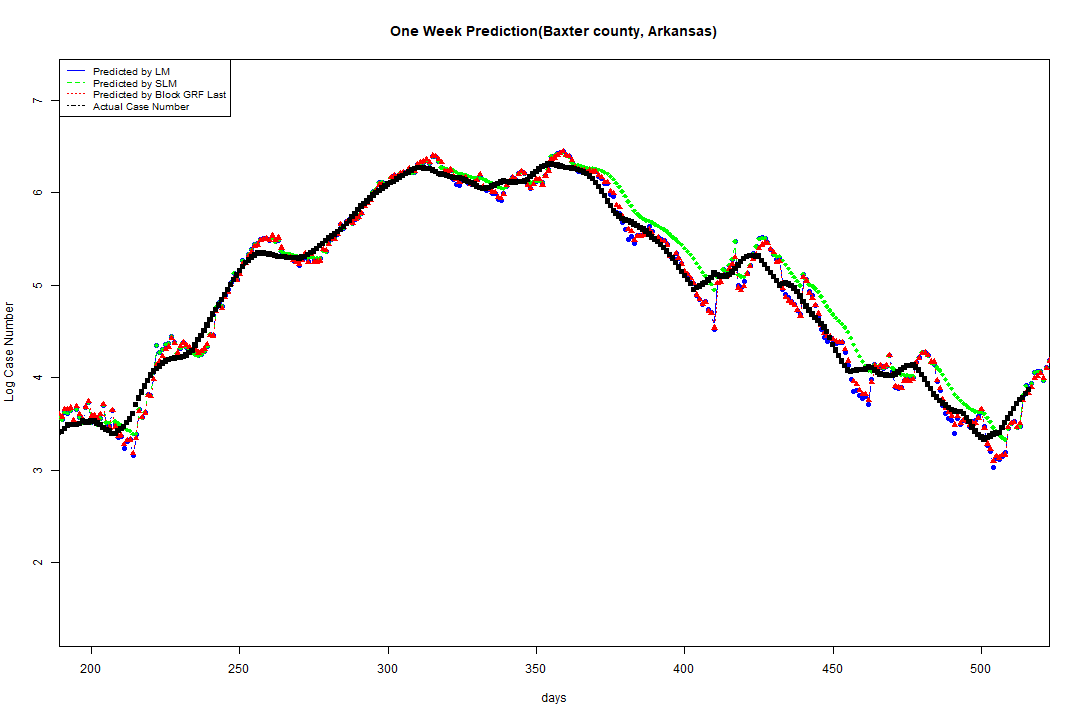 One Week Prediction(Baxter county, Arkansas)
Predicted by LM
Predicted by SLM
Predicted by Block GRF Last
Actual Case Number
7
6
5
4
3
2
Log Case Number
200 250 300 350 400 450 500
days